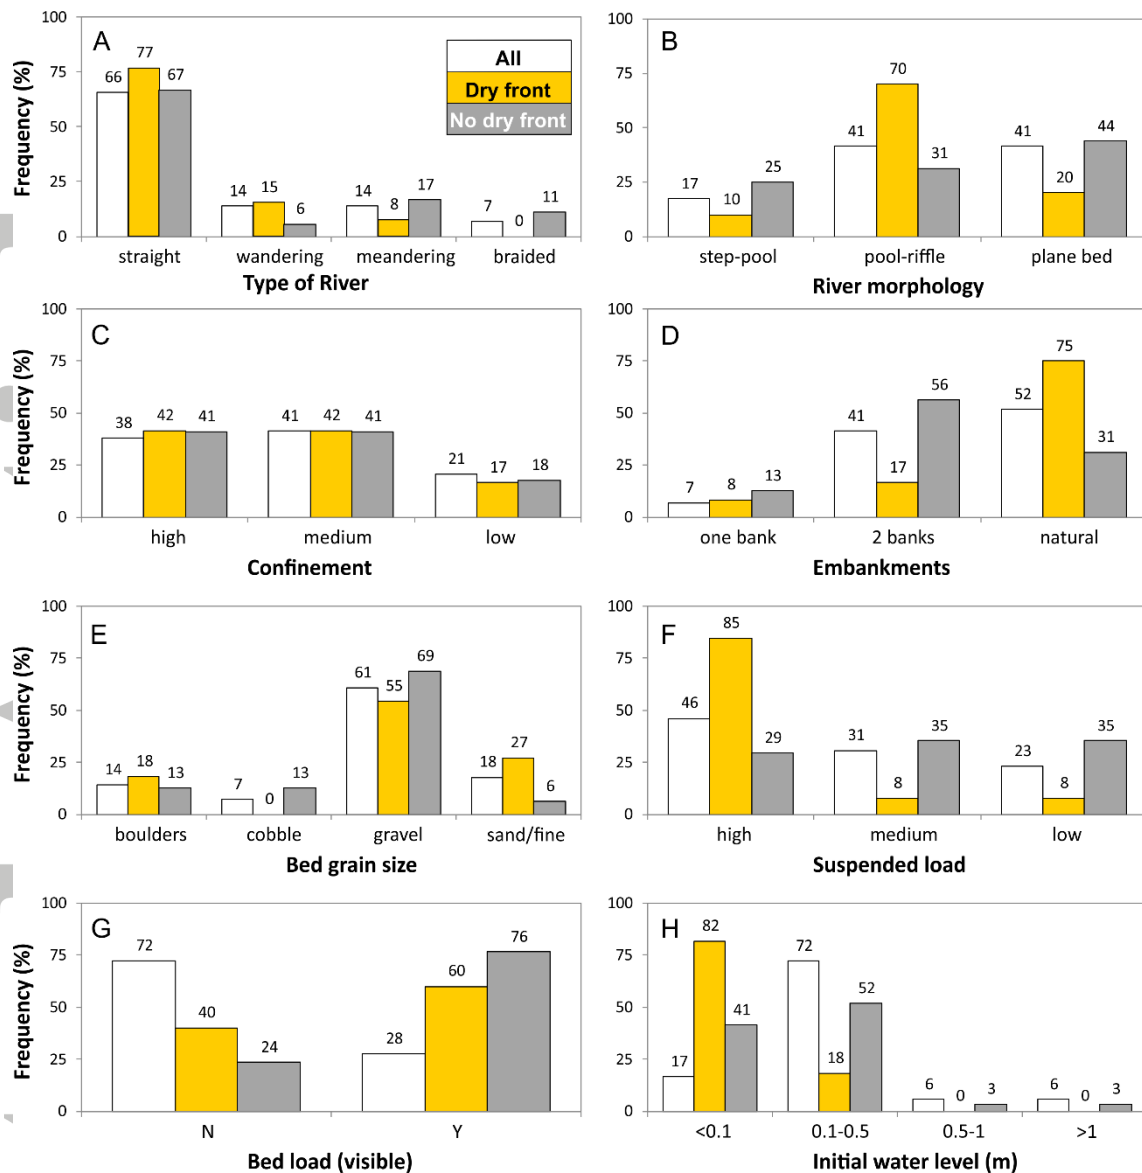 A
Frequency (%)
100
75
50
25
0
66 77 67
14 15 6
14 8 17
7 0 11
straight wandering meandering braided
Type of River
All
Dry front
No dry front
B
100
75
50
25
0
17 10 25
41 70 31
41 20 44
step-pool pool-riffle plane bed
River morphology
C
Frequency (%)
100
75
50
25
0
38 42 41
41 42 41
21 17 18
high medium low
Confinement
D
100
75
50
25
0
7 8 13
41 17 56
52 75 31
one bank 2 banks natural
Embankments
E
Frequency (%)
100
75
50
25
0
14 18 13
7 0 13
61 55 69
18 27 6
boulders cobble gravel sand/fine
Bed grain size
F
100
75
50
25
0
46 85 29
31 8 35
23 8 35
high medium low
Suspended load
G
Frequency (%)
100
75
50
25
0
72 40 24
28 60 76
N Y
Bed load (visible)
H
100
75
50
25
0
17 82 41
72 18 52
6 0 3
6 0 3
<0.1 0.1-0.5 0.5-1 >1
Initial water level (m)